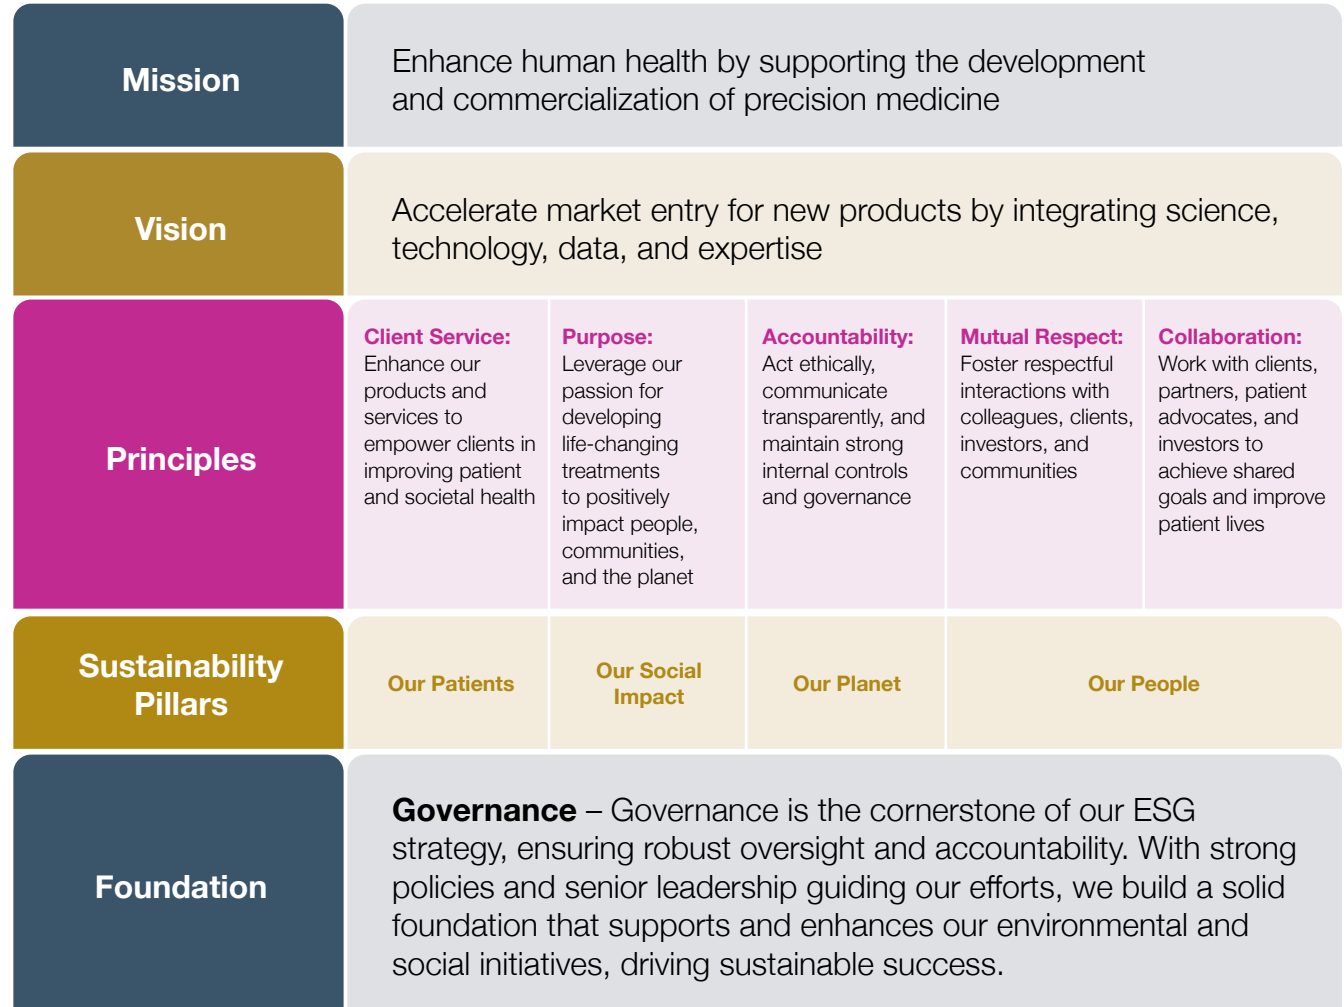 Mission
Enhance human health by supporting the development
and commercialization of precision medicine
Vision
Accelerate market entry for new products by integrating science,
technology, data, and expertise
Principles
Client Service:
Enhance our
products and
services to
empower clients in
improving patient
and societal health
Purpose:
Leverage our
passion for
developing
life-changing
treatments
to positively
impact people,
communities,
and the planet
Accountability:
Act ethically,
communicate
transparently, and
maintain strong
internal controls
and governance
Mutual Respect:
Foster respectful
interactions with
colleagues, clients,
investors, and
communities
Collaboration:
Work with clients,
partners, patient
advocates, and
investors to
achieve shared
goals and improve
patient lives
Sustainability
Pillars
Our Patients
Our Social
Impact
Our Planet
Our People
Foundation
Governance – Governance is the cornerstone of our ESG
strategy, ensuring robust oversight and accountability. With strong
policies and senior leadership guiding our efforts, we build a solid
foundation that supports and enhances our environmental and
social initiatives, driving sustainable success.